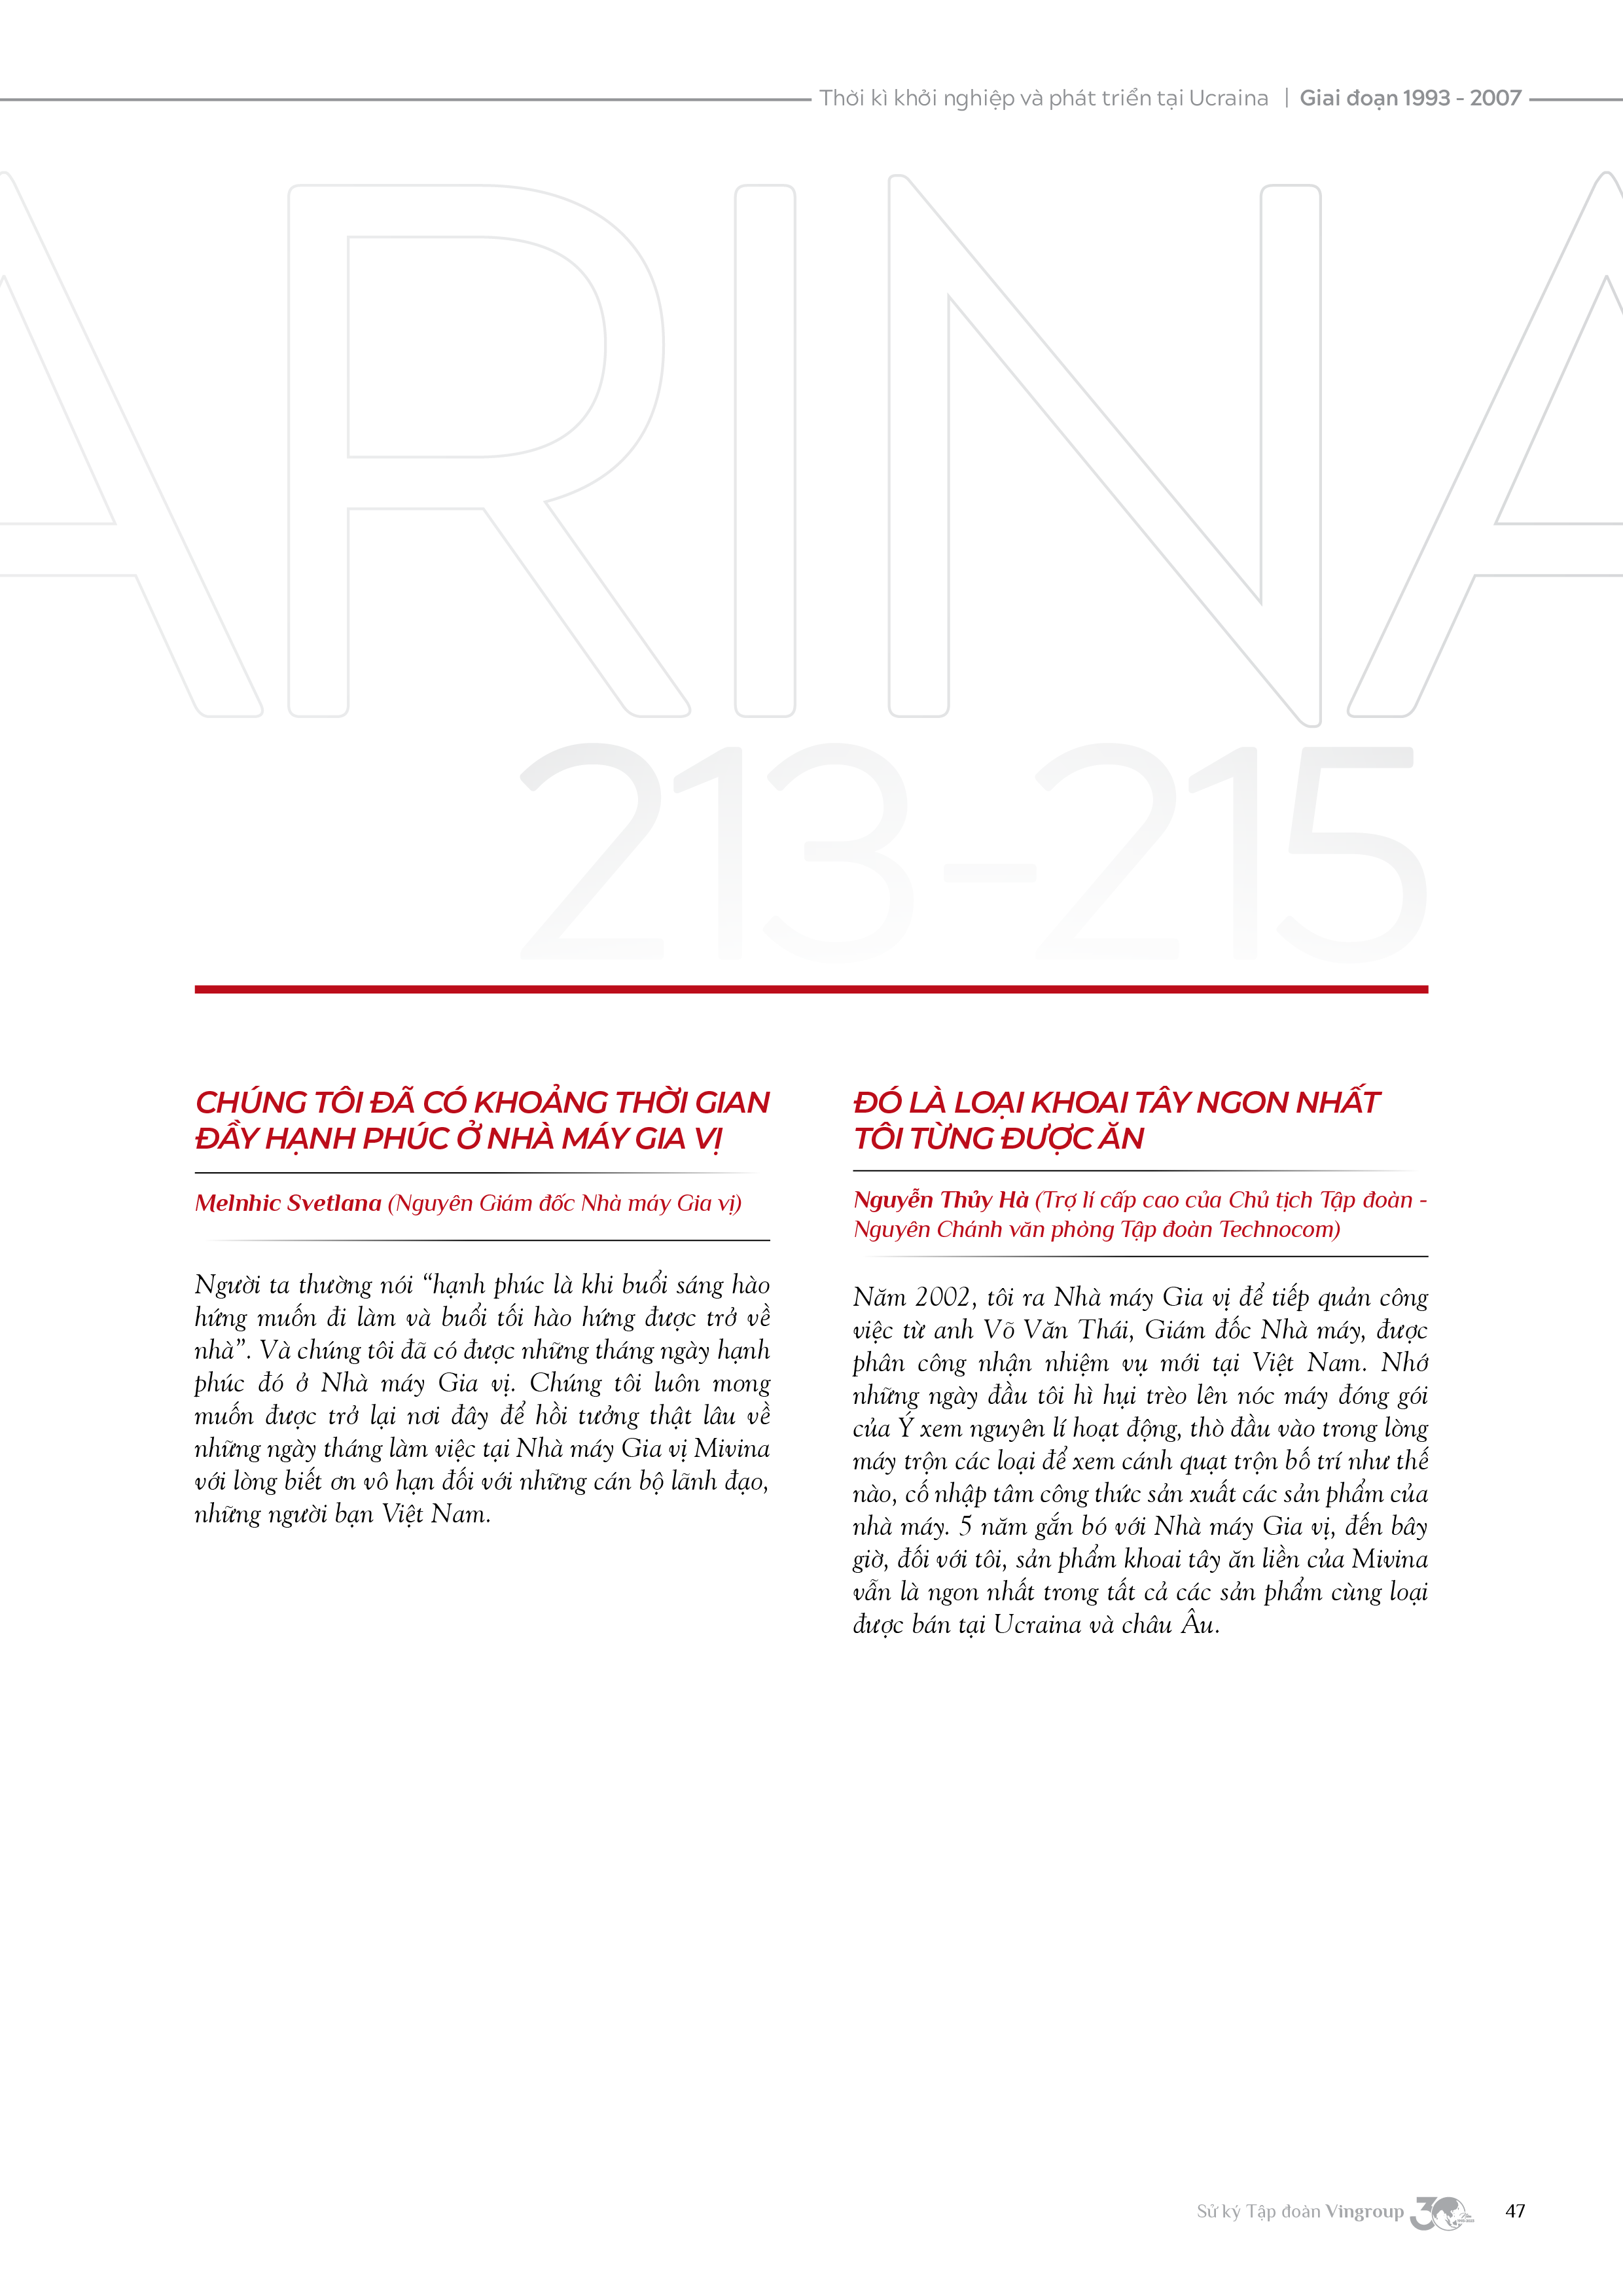 Thời kì khởi nghiệp và phát triển tại Ucraina | Giai đoạn 1993 - 2007
ARINA
213-215
CHÚNG TÔI ĐÃ CÓ KHOẢNG THỜI GIAN
ĐẦY HẠNH PHÚC Ở NHÀ MÁY GIA VỊ
Melnhic Svetlana (Nguyên Giám đốc Nhà máy Gia vị)
Người ta thường nói “hạnh phúc là khi buổi sáng hào
hứng muốn đi làm và buổi tối hào hứng được trở về
nhà”. Và chúng tôi đã có được những tháng ngày hạnh
phúc đó ở Nhà máy Gia vị. Chúng tôi luôn mong
muốn được trở lại nơi đây để hồi tưởng thật lâu về
những ngày tháng làm việc tại Nhà máy Gia vị Mivina
với lòng biết ơn vô hạn đối với những cán bộ lãnh đạo,
những người bạn Việt Nam.
ĐÓ LÀ LOẠI KHOAI TÂY NGON NHẤT
TÔI TỪNG ĐƯỢC ĂN
Nguyễn Thủy Hà (Trợ lí cấp cao của Chủ tịch Tập đoàn -
Nguyên Chánh văn phòng Tập đoàn Technocom)
Năm 2002, tôi ra Nhà máy Gia vị để tiếp quản công
việc từ anh Võ Văn Thái, Giám đốc Nhà máy, được
phân công nhận nhiệm vụ mới tại Việt Nam. Nhớ
những ngày đầu tôi hì hụi trèo lên nóc máy đóng gói
của Ý xem nguyên lí hoạt động, thò đầu vào trong lòng
máy trộn các loại để xem cánh quạt trộn bố trí như thế
nào, cố nhập tâm công thức sản xuất các sản phẩm của
nhà máy. 5 năm gắn bó với Nhà máy Gia vị, đến bây
giờ, đối với tôi, sản phẩm khoai tây ăn liền của Mivina
vẫn là ngon nhất trong tất cả các sản phẩm cùng loại
được bán tại Ucraina và châu Âu.
Sử ký Tập đoàn Vingroup 30 47